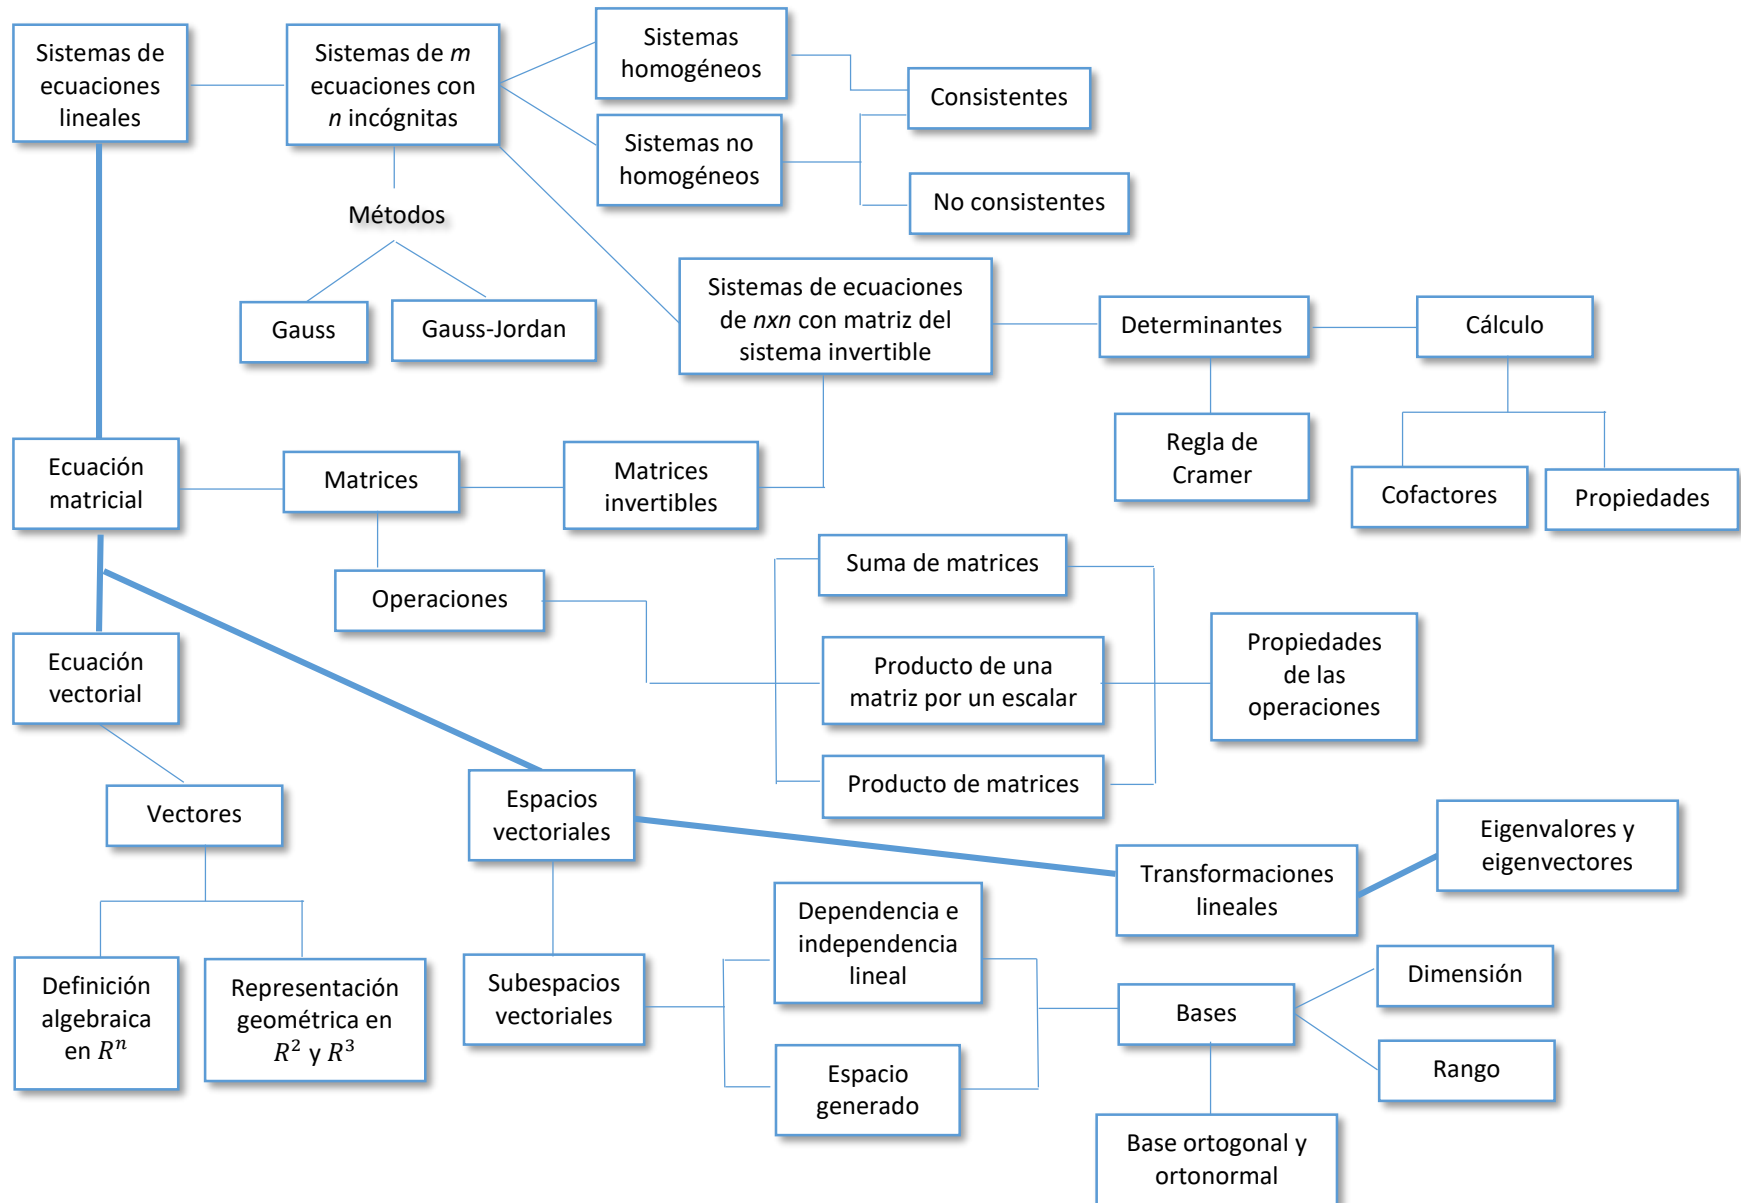 Sistemas de
ecuaciones
lineales
Sistemas de m
ecuaciones con
n incógnitas
Sistemas
homogéneos
Consistentes
Sistemas no
homogéneos
No consistentes
Métodos
Gauss
Gauss-Jordan
Sistemas de ecuaciones
de nxn con matriz del
sistema invertible
Determinantes
Cálculo
Regla de
Cramer
Cofactores
Propiedades
Ecuación
matricial
Matrices
Matrices
invertibles
Operaciones
Suma de matrices
Producto de una
matriz por un escalar
Producto de matrices
Propiedades
de las
operaciones
Ecuación
vectorial
Vectores
Definición
algebraica
en Rⁿ
Representación
geométrica en
R² y R³
Espacios
vectoriales
Transformaciones
lineales
Eigenvalores y
eigenvectores
Subespacios
vectoriales
Dependencia e
independencia
lineal
Espacio
generado
Bases
Dimensión
Rango
Base ortogonal y
ortonormal